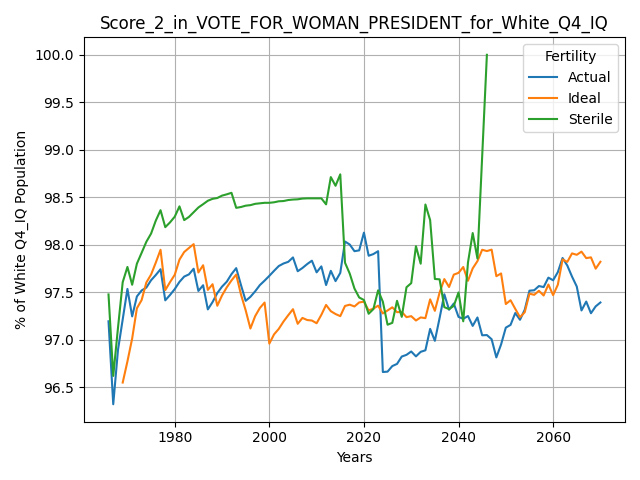 Score_2_in_VOTE_FOR_WOMAN_PRESIDENT_for_White_Q4_IQ
Fertility
Actual
Ideal
Sterile
% of White Q4_IQ Population
100.0
99.5
99.0
98.5
98.0
97.5
97.0
96.5
1980
2000
2020
2040
2060
Years